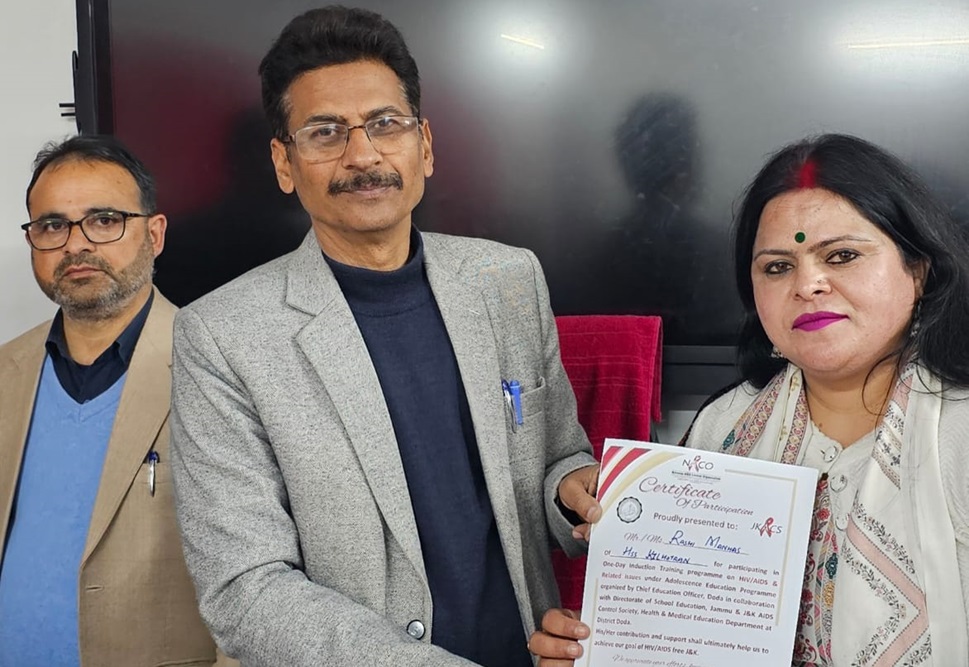 NACO
Certificate
Of Participation
JKACS
Proudly presented to:
Mr./Ms. Rashi Manhas
Of Hss Kilhotran for participating in
One-Day Induction Training programme on HIV/AIDS &
Related Issues under Adolescence Education Programme
organized by Chief Education Officer, Doda in collaboration
with Directorate of School Education, Jammu & J&K AIDS
Control Society, Health & Medical Education Department at
District Doda.
His/Her contribution and support shall ultimately help us to
achieve our goal of HIV/AIDS free J&K.